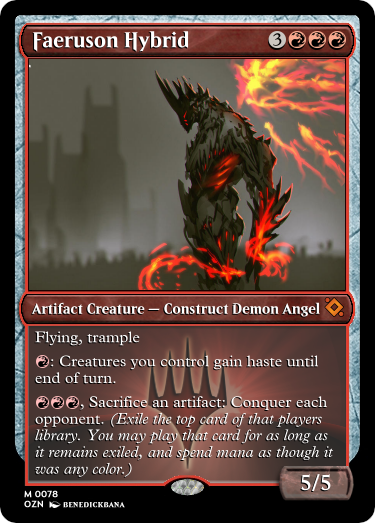 Faeruson Hybrid 3
Artifact Creature — Construct Demon Angel
Flying, trample
: Creatures you control gain haste until
end of turn.
, Sacrifice an artifact: Conquer each
opponent. (Exile the top card of that players
library. You may play that card for as long as
it remains exiled, and spend mana as though it
was any color.)
5/5
M 0078
OZN BENEDICKBANA